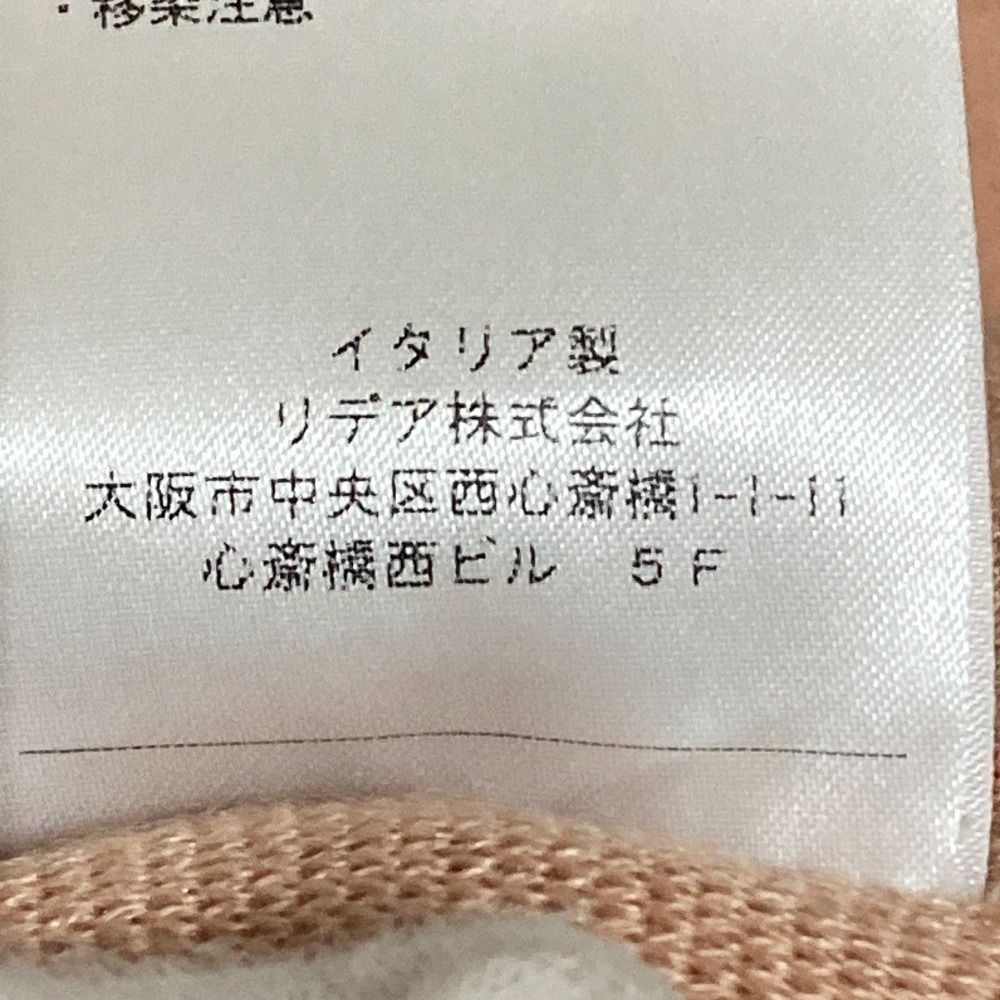 ・移染注意
イタリア製
リデア株式会社
大阪市中央区西心斎橋1-1-11
心斎橋西ビル　5F